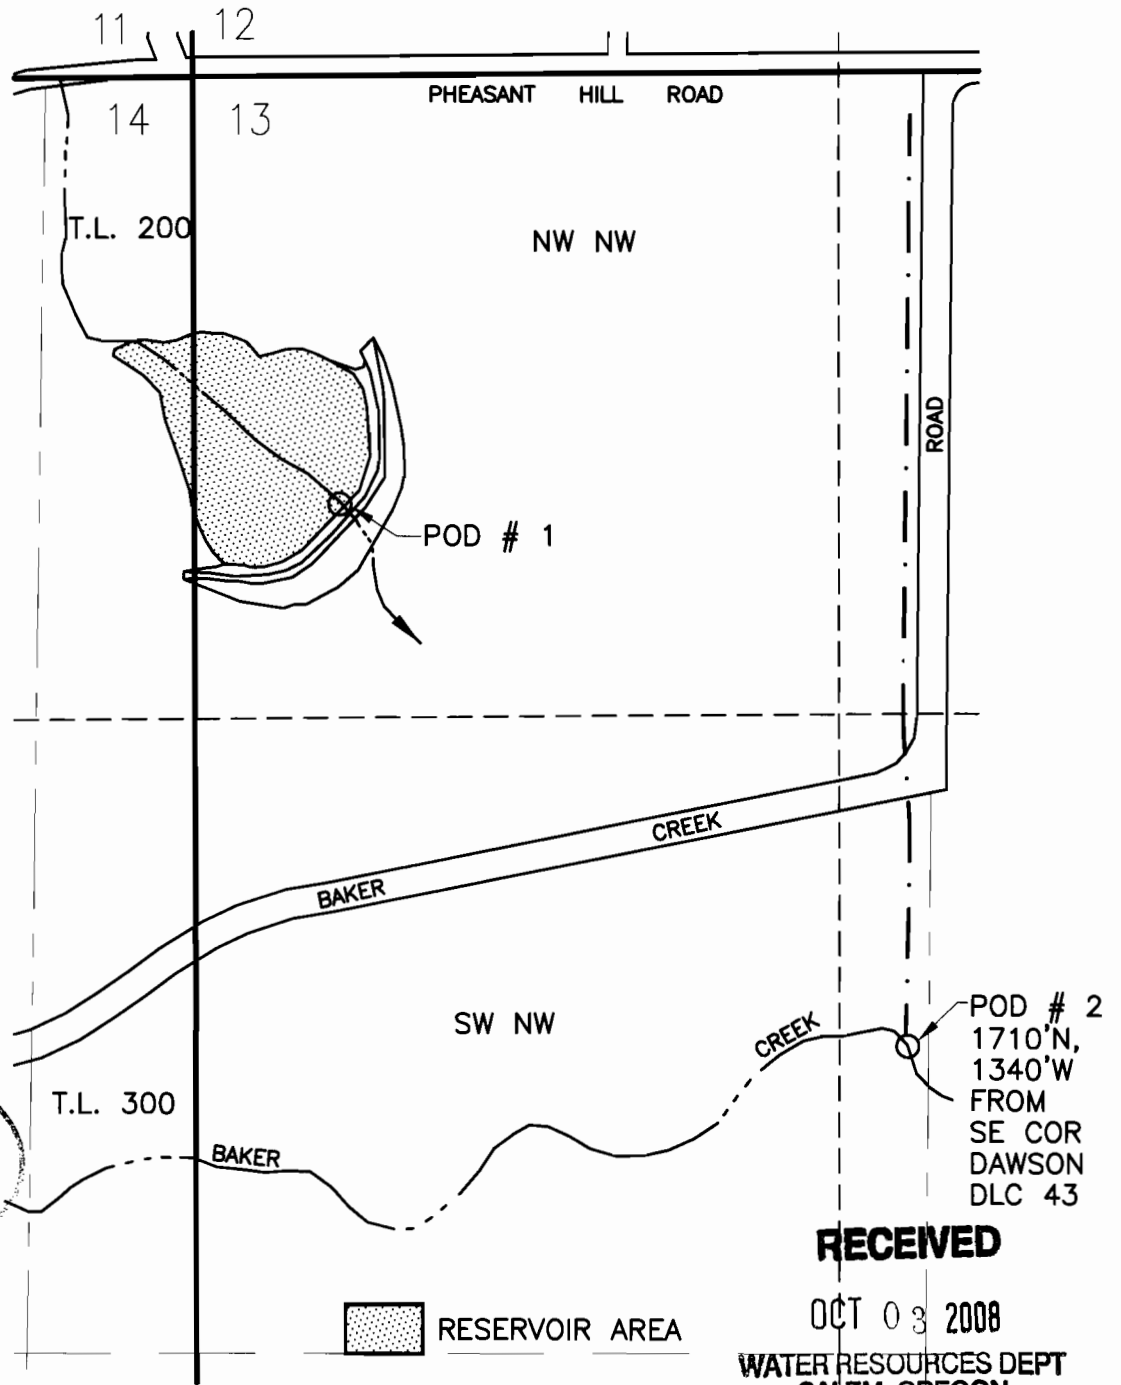 11 12
14 13
PHEASANT HILL ROAD
T.L. 200
NW NW
ROAD
POD # 1
BAKER CREEK
SW NW
CREEK
POD # 2
1710'N,
1340'W
FROM
SE COR
DAWSON
DLC 43
T.L. 300
BAKER
RECEIVED
OCT 03 2008
RESERVOIR AREA
WATER RESOURCES DEPT
SALEM, OREGON